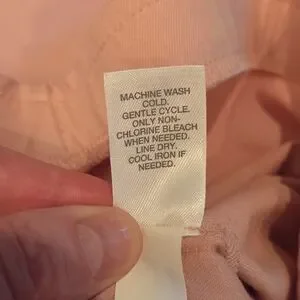 MACHINE WASH
COLD.
GENTLE CYCLE.
ONLY NON-
CHLORINE BLEACH
WHEN NEEDED.
LINE DRY.
COOL IRON IF
NEEDED.